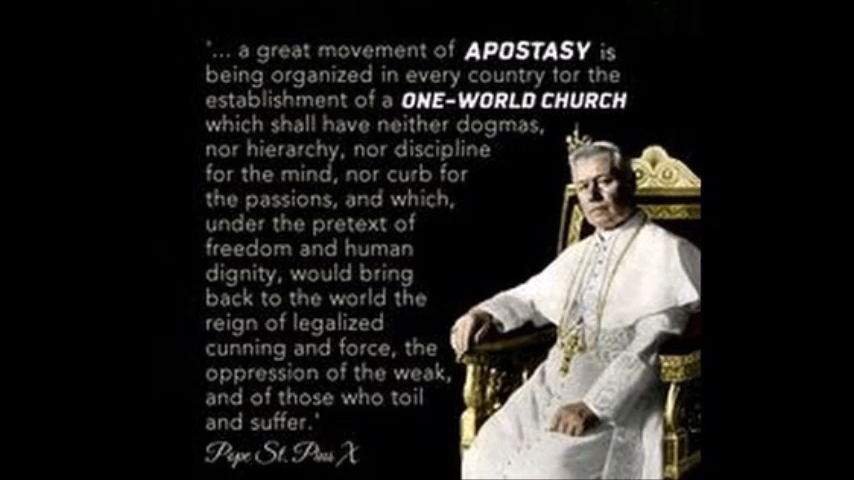 '... a great movement of APOSTASY is
being organized in every country for the
establishment of a ONE-WORLD CHURCH
which shall have neither dogmas,
nor hierarchy, nor discipline
for the mind, nor curb for
the passions, and which,
under the pretext of
freedom and human
dignity, would bring
back to the world the
reign of legalized
cunning and force, the
oppression of the weak,
and of those who toil
and suffer.'
Pope St. Pius X